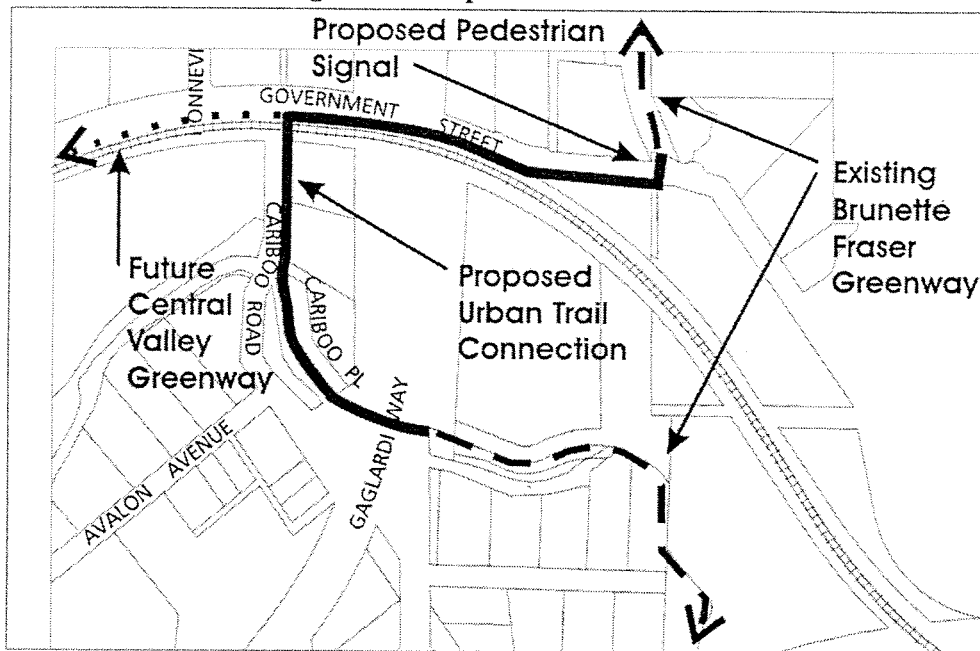 Proposed Pedestrian
Signal
GOVERNMENT
STREET
Existing
Brunette
Fraser
Greenway
Future
Central
Valley
Greenway
CARIBOO ROAD
CARIBOO PL
Proposed
Urban Trail
Connection
GAGLARDI WAY
AVALON AVENUE